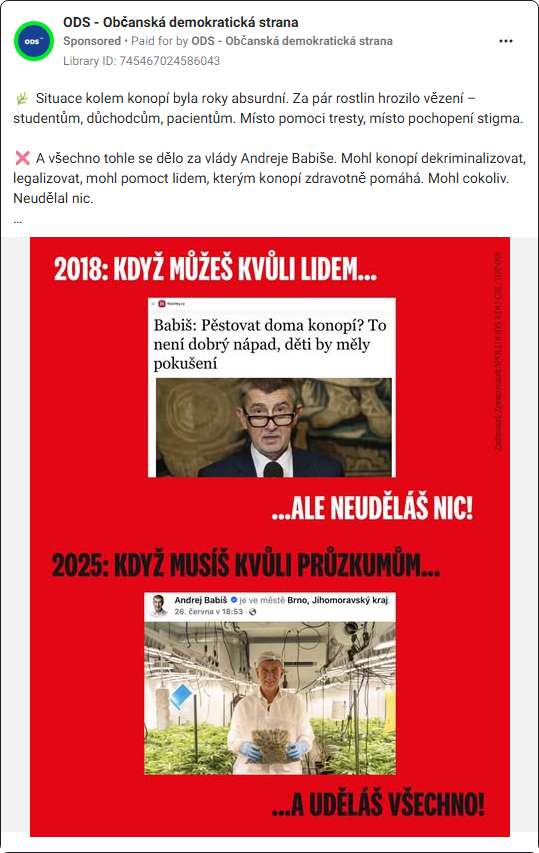 ODS - Občanská demokratická strana
Sponsored • Paid for by ODS - Občanská demokratická strana
Library ID: 745467024586043
ODS
🌿 Situace kolem konopí byla roky absurdní. Za pár rostlin hrozilo vězení –
studentům, důchodcům, pacientům. Místo pomoci tresty, místo pochopení stigma.
❌ A všechno tohle se dělo za vlády Andreje Babiše. Mohl konopí dekriminalizovat,
legalizovat, mohl pomoct lidem, kterým konopí zdravotně pomáhá. Mohl cokoliv.
Neudělal nic.
...
2018: KDYŽ MŮŽEŠ KVŮLI LIDEM...
Babiš: Pěstovat doma konopí? To
není dobrý nápad, děti by měly
pokušení
...ALE NEUDĚLÁŠ NIC!
2025: KDYŽ MUSÍŠ KVŮLI PRŮZKUMŮM...
Andrej Babiš je ve městě Brno, Jihomoravský kraj.
26. června v 18:53 ·
...A UDĚLÁŠ VŠECHNO!